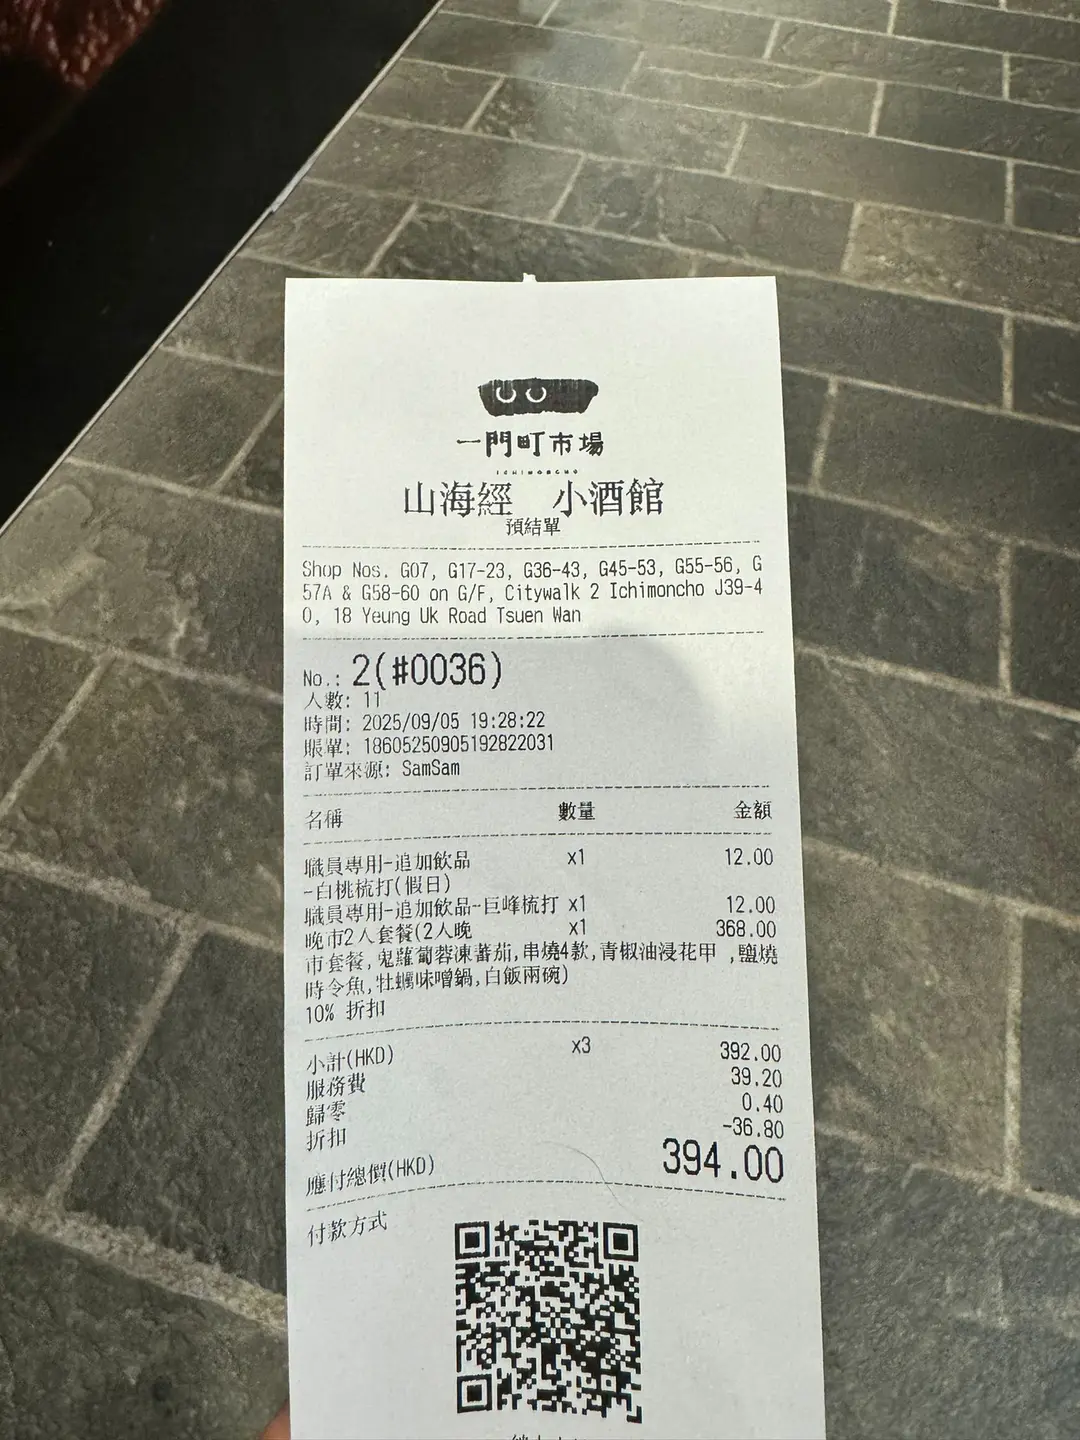 一門町市場
ICHIMONCHO
山海經 小酒館
預結單
Shop Nos. G07, G17-23, G36-43, G45-53, G55-56, G
57A & G58-60 on G/F, Citywalk 2 Ichimoncho J39-4
0, 18 Yeung Uk Road Tsuen Wan
No.: 2(#0036)
人數: 11
時間: 2025/09/05 19:28:22
賬單: 18605250905192822031
訂單來源: SamSam
名稱 數量 金額
職員專用-追加飲品 x1 12.00
-白桃梳打(假日)
職員專用-追加飲品-巨峰梳打 x1 12.00
晚市2人套餐(2人晚 x1 368.00
市套餐,鬼蘿葡蓉凍蕃茄,串燒4款,青椒油浸花甲 ,鹽燒
時令魚,牡蠣味噌鍋,白飯兩碗)
10% 折扣
小計(HKD) x3 392.00
服務費 39.20
歸零 0.40
折扣 -36.80
應付總價(HKD) 394.00
付款方式